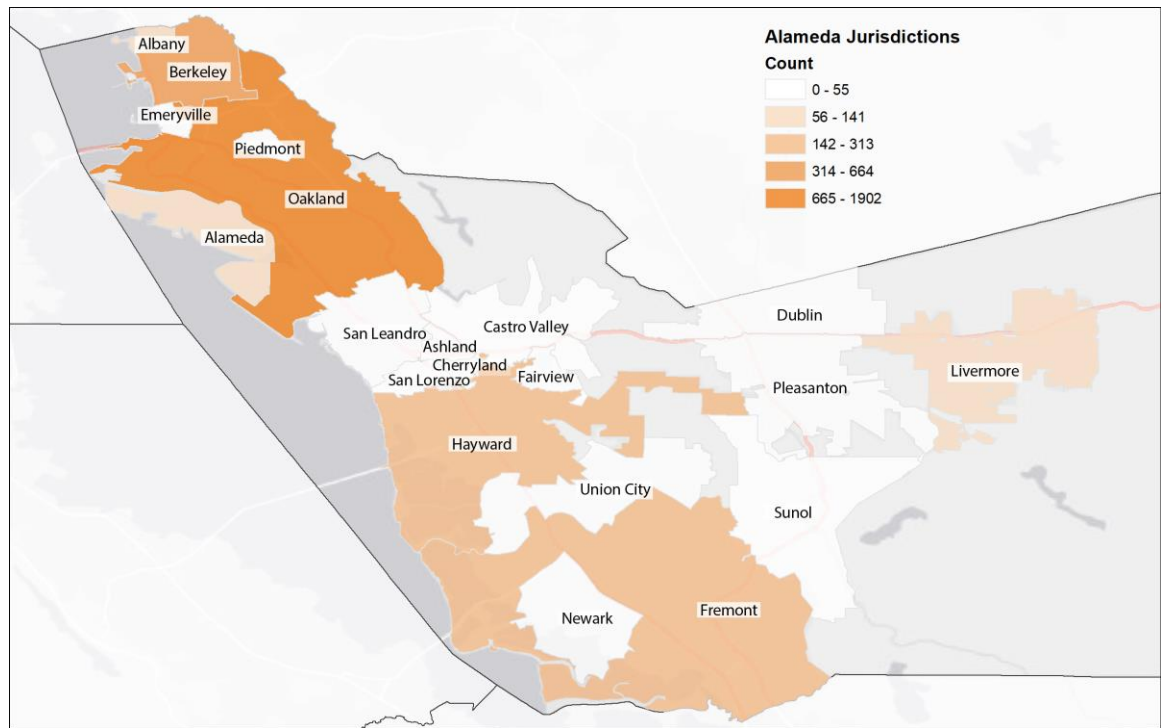 Alameda Jurisdictions
Count
0 - 55
56 - 141
142 - 313
314 - 664
665 - 1902
Albany
Berkeley
Emeryville
Piedmont
Oakland
Alameda
San Leandro
Castro Valley
Ashland
Cherryland
San Lorenzo
Fairview
Dublin
Livermore
Pleasanton
Hayward
Union City
Sunol
Newark
Fremont